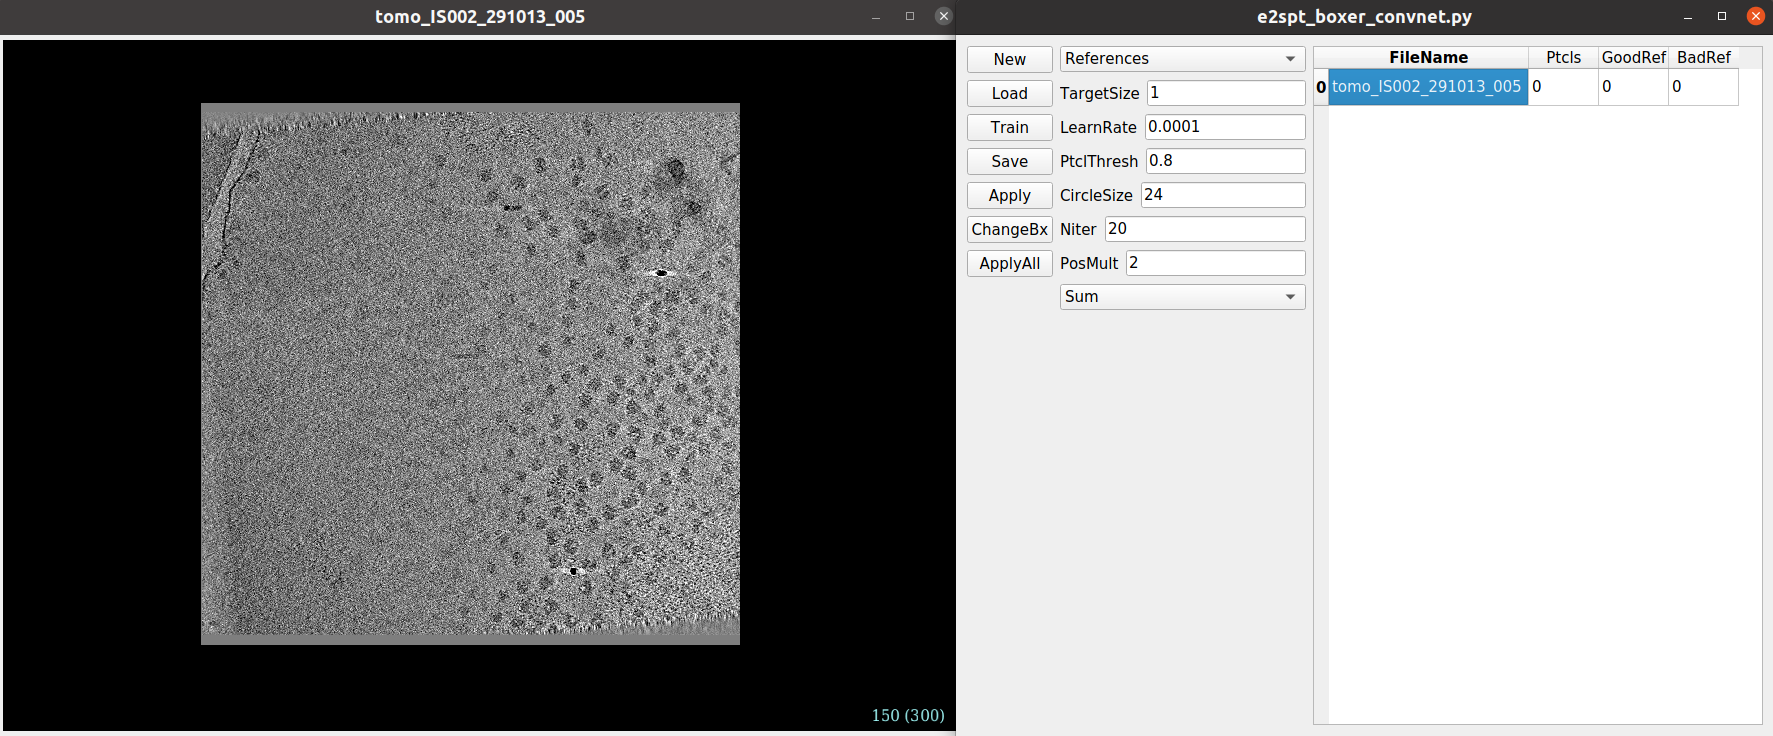 tomo_IS002_291013_005
150 (300)
e2spt_boxer_convnet.py
New
References
Load
TargetSize 1
Train
LearnRate 0.0001
Save
PtclThresh 0.8
Apply
CircleSize 24
ChangeBx
Niter 20
ApplyAll
PosMult 2
Sum
FileName Ptcls GoodRef BadRef
0 tomo_IS002_291013_005 0 0 0